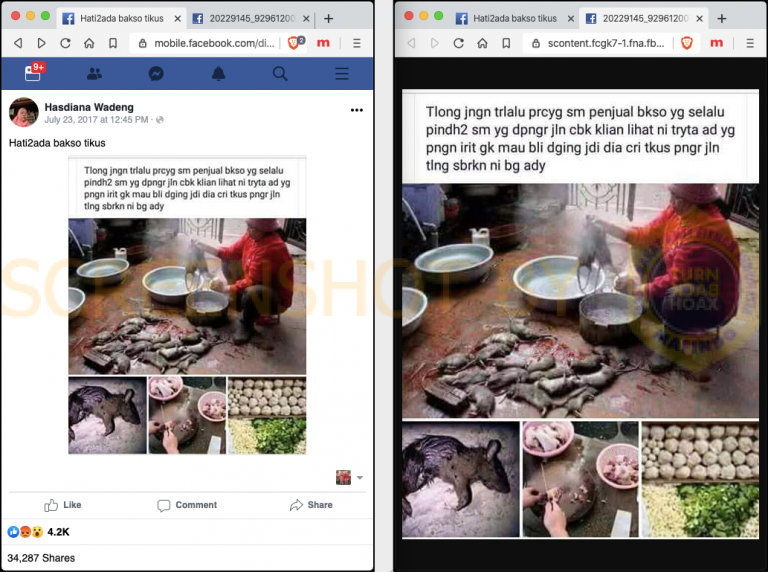 Hati2ada bakso tikus
20229145_92961200
mobile.facebook.com/di...
2
9+
Hasdiana Wadeng
July 23, 2017 at 12:45 PM
Hati2ada bakso tikus
Tlong jngn trlalu prcyg sm penjual bkso yg selalu
pindh2 sm yg dpngr jln cbk klian lihat ni tryta ad yg
pngn irit gk mau bli dging jdi dia cri tkus pngr jln
tlng sbrkn ni bg ady
Like
Comment
Share
4.2K
34,287 Shares
Hati2ada bakso tikus
20229145_92961200
scontent.fcgk7-1.fna.fb...
Tlong jngn trlalu prcyg sm penjual bkso yg selalu
pindh2 sm yg dpngr jln cbk klian lihat ni tryta ad yg
pngn irit gk mau bli dging jdi dia cri tkus pngr jln
tlng sbrkn ni bg ady
SCREENSHOT BY
TURN
HOAX